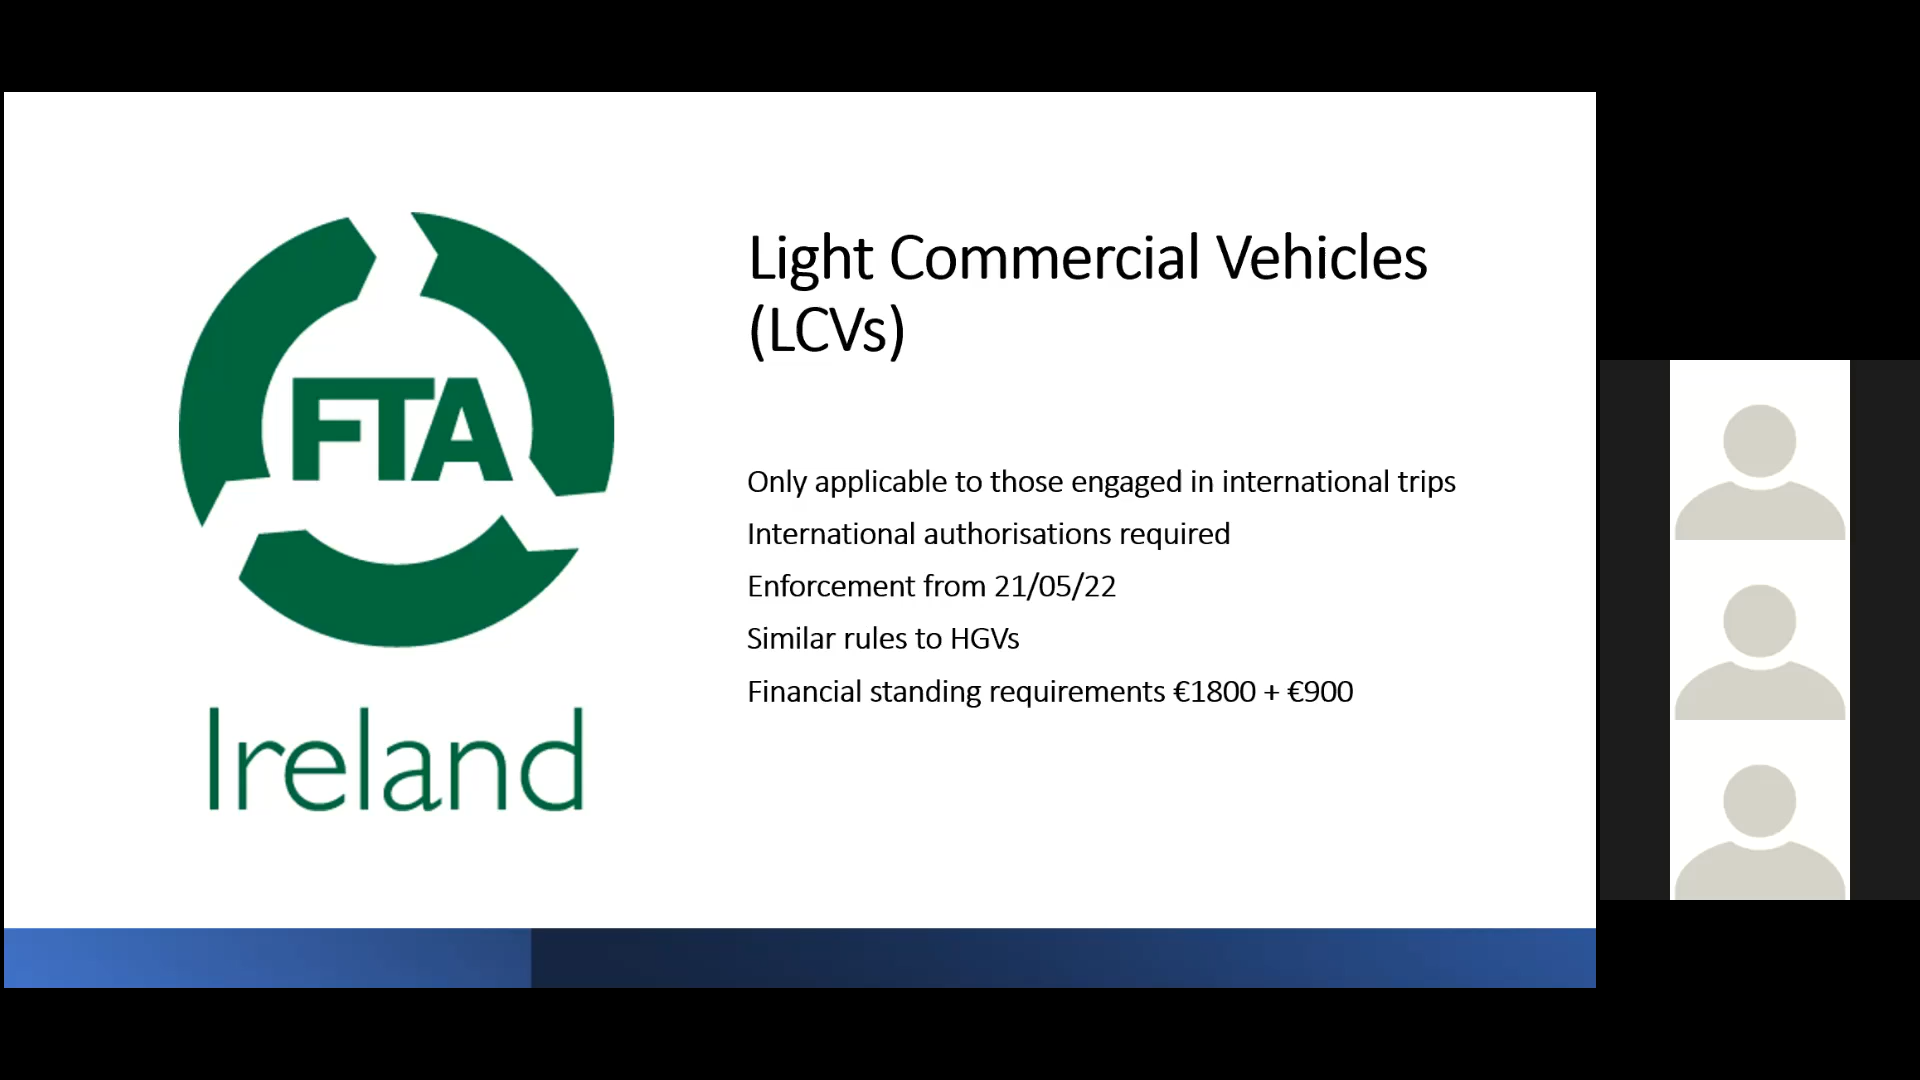 FTA
Ireland
Light Commercial Vehicles
(LCVs)
Only applicable to those engaged in international trips
International authorisations required
Enforcement from 21/05/22
Similar rules to HGVs
Financial standing requirements €1800 + €900